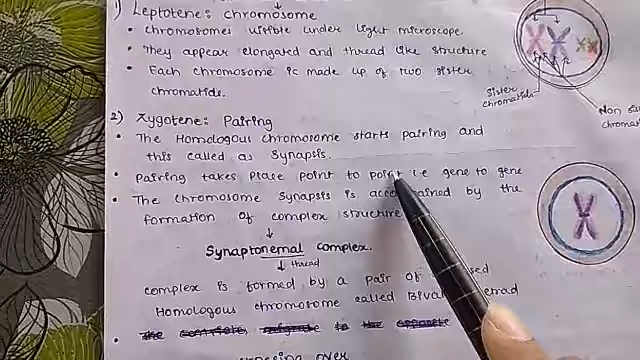 1) Leptotene: Chromosome
• Chromosomes visible under light microscope.
• They appear elongated and thread like structure
• Each chromosome is made up of two sister
chromatids.
Sister
chromatids
Non sis
chroma
2) Zygotene: Pairing
• The Homologous chromosome starts pairing and
this called as Synapsis.
• Pairing takes place point to point i.e gene to gene
• The chromosome synapsis is by the
formation of complex structure
Synaptonemal complex.
thread
complex is formed by a pair of
Homologous chromosome called
over